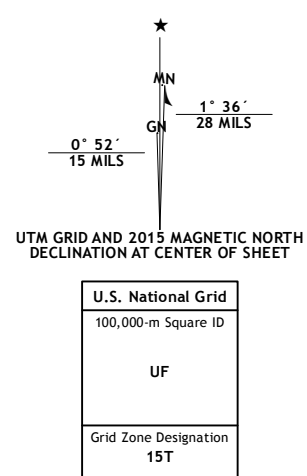 ★
MN
1° 36´
28 MILS
GN
0° 52´
15 MILS
UTM GRID AND 2015 MAGNETIC NORTH
DECLINATION AT CENTER OF SHEET
U.S. National Grid
100,000-m Square ID
UF
Grid Zone Designation
15T